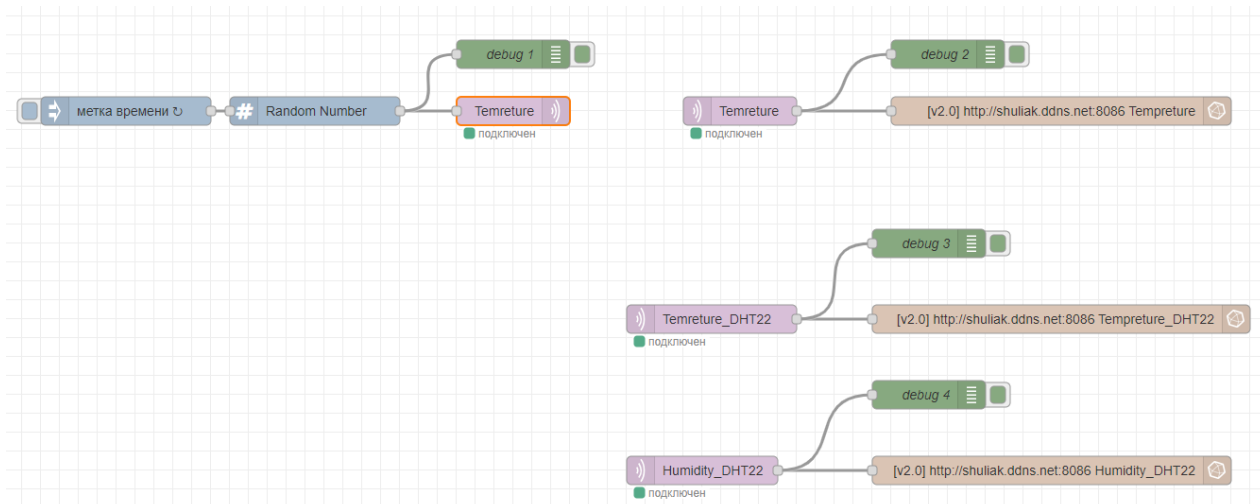 debug 1
debug 2
метка времени ↻
Random Number
Temreture
Temreture
[v2.0] http://shuliak.ddns.net:8086 Tempreture
подключен
подключен
debug 3
Temreture_DHT22
[v2.0] http://shuliak.ddns.net:8086 Tempreture_DHT22
подключен
debug 4
Humidity_DHT22
[v2.0] http://shuliak.ddns.net:8086 Humidity_DHT22
подключен